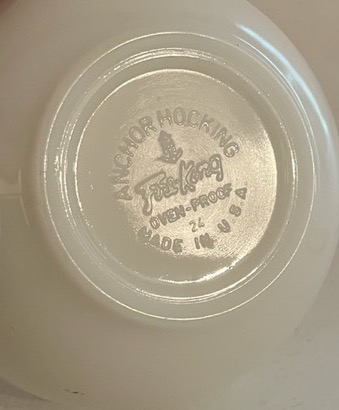 ANCHOR HOCKING
Fire-King
OVEN-PROOF
24
MADE IN U S A